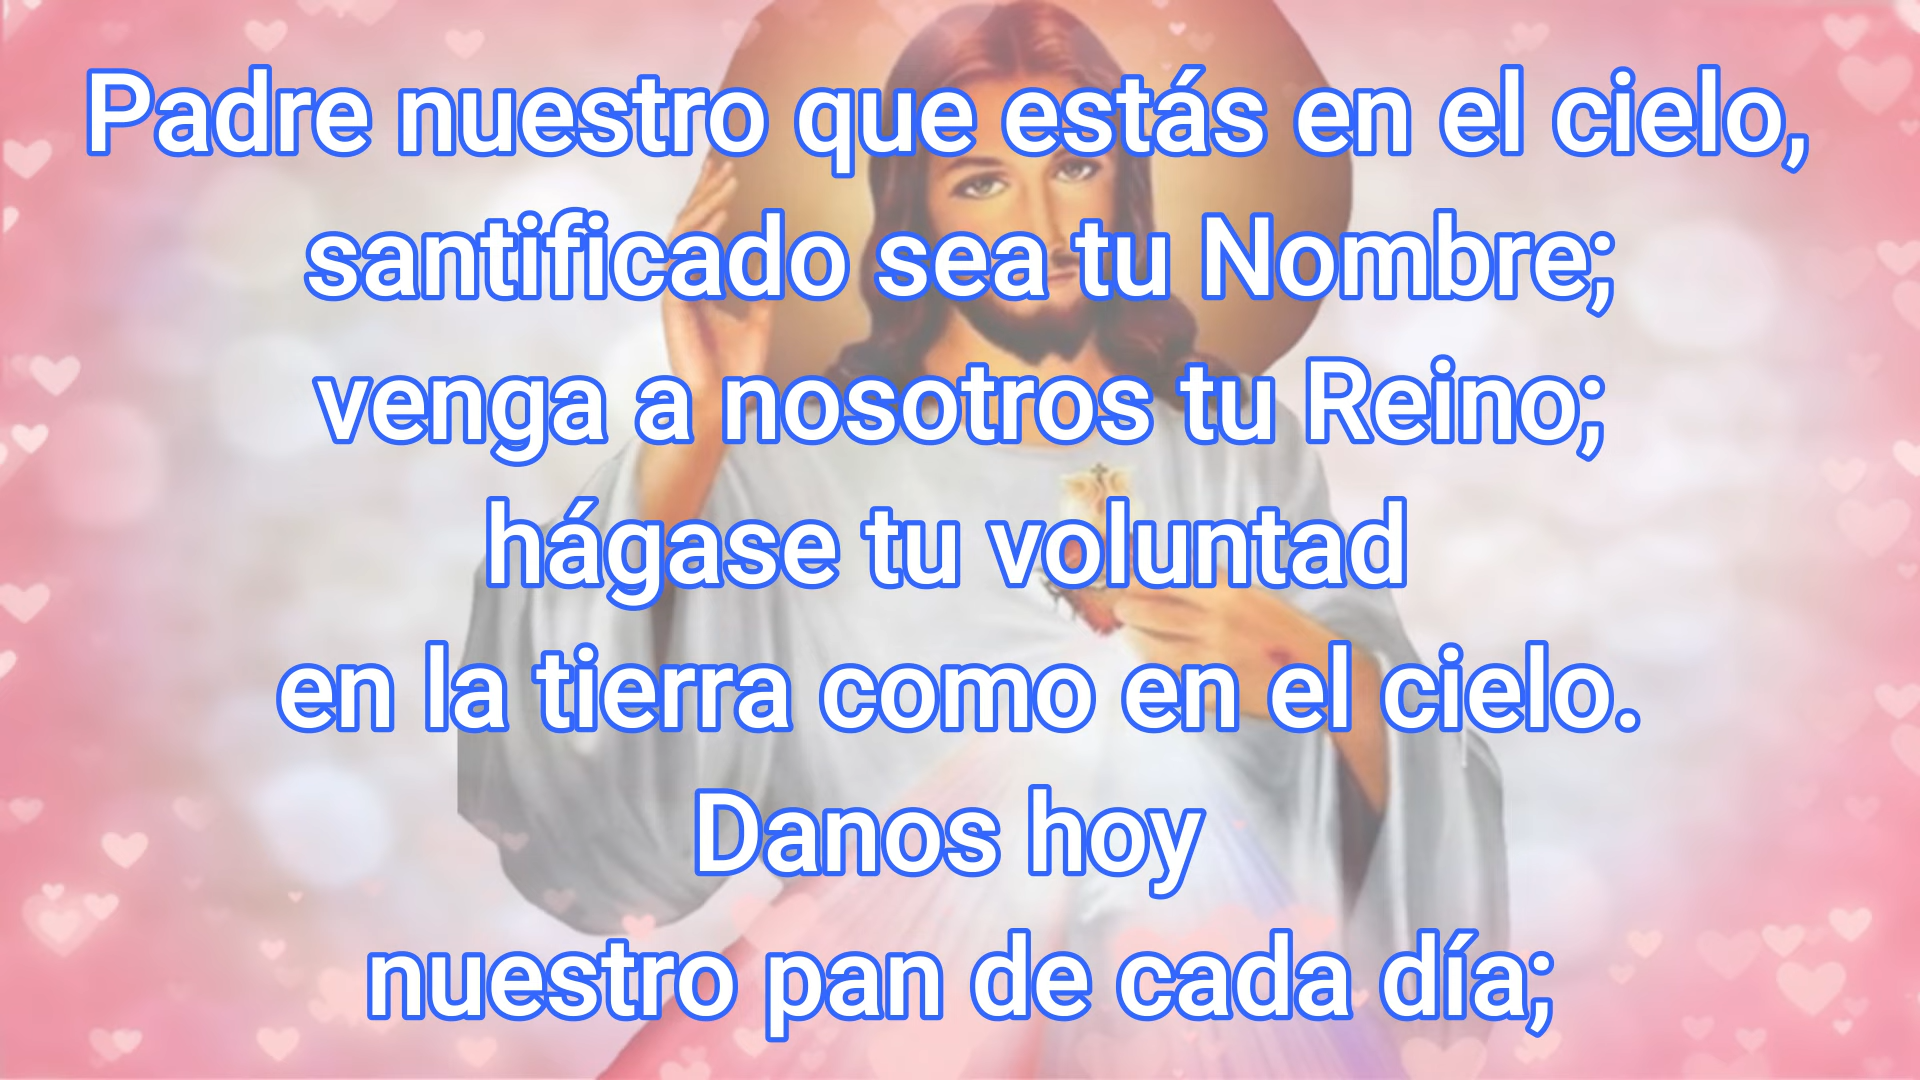 Padre nuestro que estás en el cielo,
santificado sea tu Nombre;
venga a nosotros tu Reino;
hágase tu voluntad
en la tierra como en el cielo.
Danos hoy
nuestro pan de cada día;